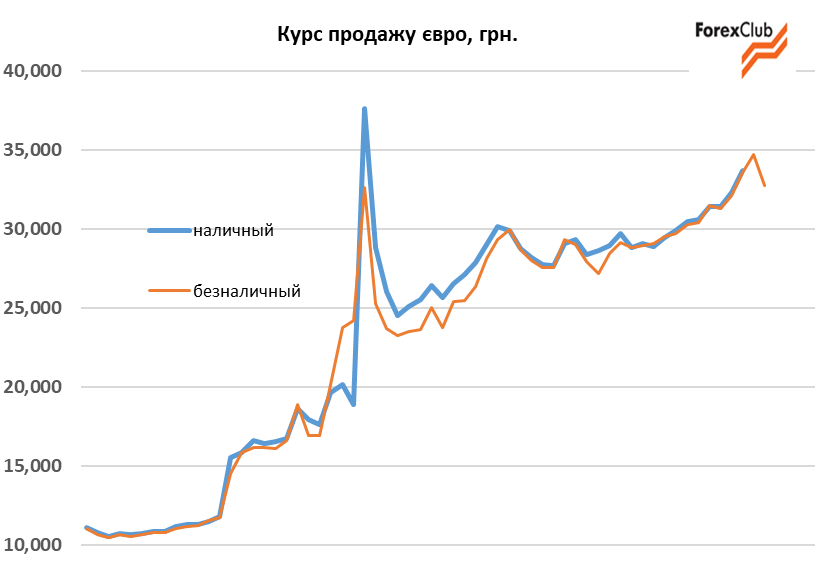 Курс продажу євро, грн.
ForexClub
40,000
35,000
30,000
25,000
20,000
15,000
10,000
наличный
безналичный